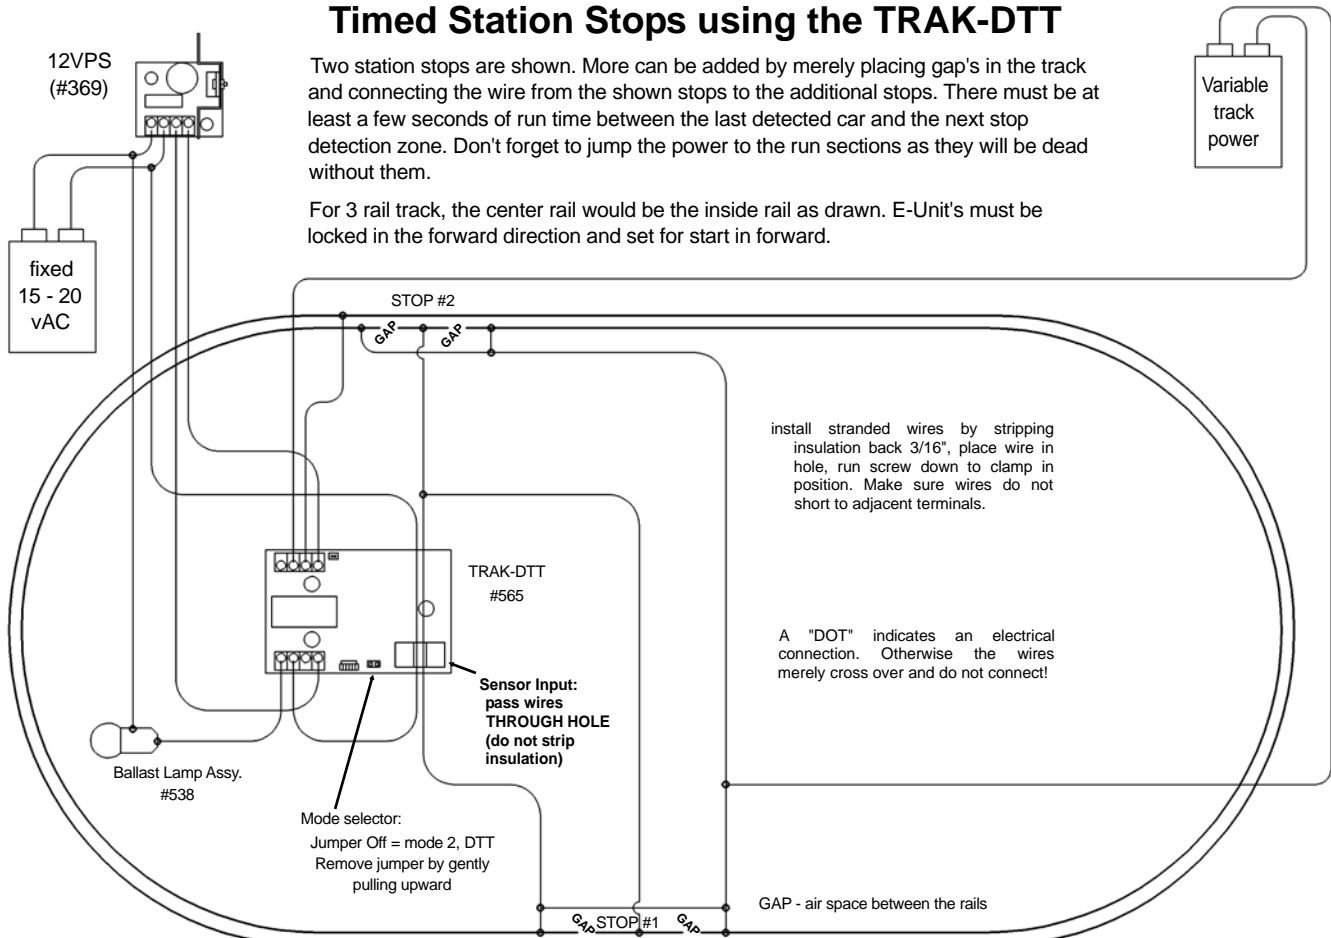 Timed Station Stops using the TRAK-DTT
12VPS
(#369)
Two station stops are shown. More can be added by merely placing gap's in the track
and connecting the wire from the shown stops to the additional stops. There must be at
least a few seconds of run time between the last detected car and the next stop
detection zone. Don't forget to jump the power to the run sections as they will be dead
without them.
For 3 rail track, the center rail would be the inside rail as drawn. E-Unit's must be
locked in the forward direction and set for start in forward.
Variable
track
power
fixed
15 - 20
vAC
STOP #2
GAP
GAP
install stranded wires by stripping
insulation back 3/16", place wire in
hole, run screw down to clamp in
position. Make sure wires do not
short to adjacent terminals.
TRAK-DTT
#565
A "DOT" indicates an electrical
connection. Otherwise the wires
merely cross over and do not connect!
Sensor Input:
pass wires
THROUGH HOLE
(do not strip
insulation)
Ballast Lamp Assy.
#538
Mode selector:
Jumper Off = mode 2, DTT
Remove jumper by gently
pulling upward
GAP - air space between the rails
GAP
STOP #1
GAP